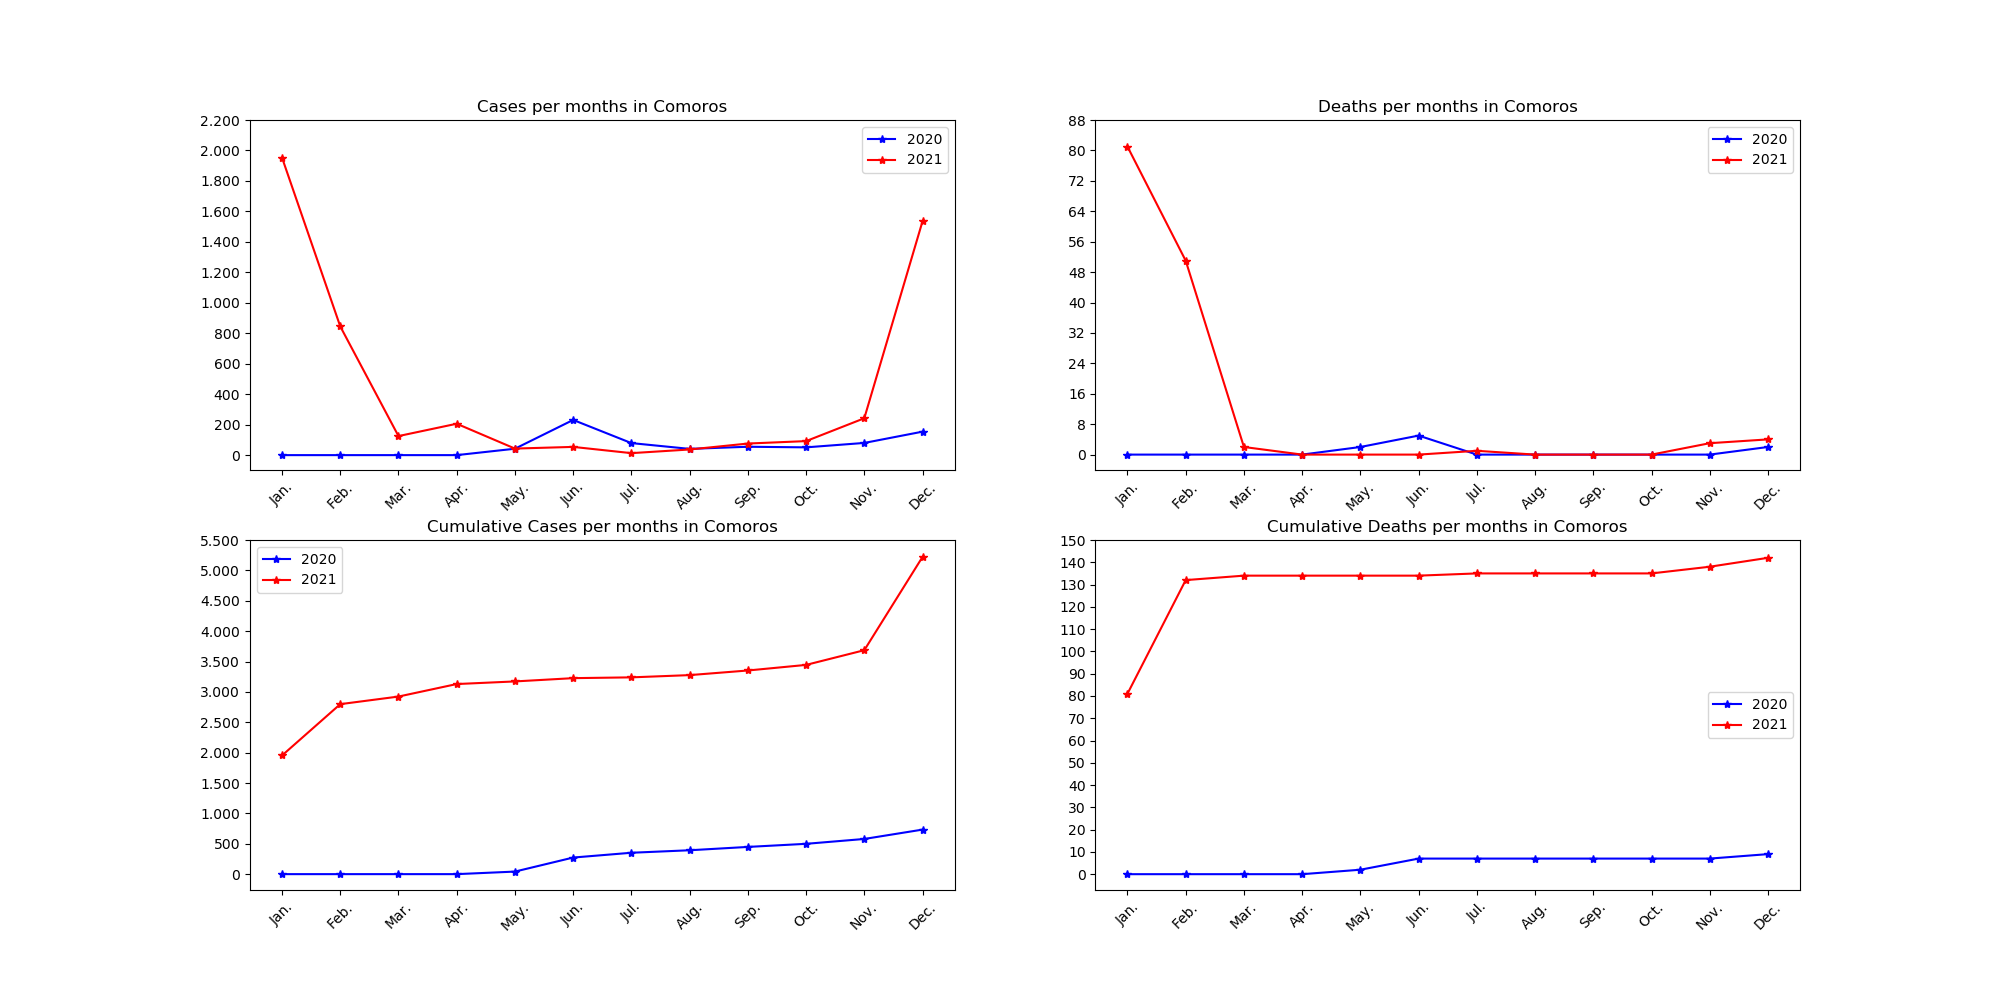 Cases per months in Comoros
2.200
2.000
1.800
1.600
1.400
1.200
1.000
800
600
400
200
0
2020
2021
Jan.
Feb.
Mar.
Apr.
May.
Jun.
Jul.
Aug.
Sep.
Oct.
Nov.
Dec.
Deaths per months in Comoros
88
80
72
64
56
48
40
32
24
16
8
0
2020
2021
Jan.
Feb.
Mar.
Apr.
May.
Jun.
Jul.
Aug.
Sep.
Oct.
Nov.
Dec.
Cumulative Cases per months in Comoros
5.500
5.000
4.500
4.000
3.500
3.000
2.500
2.000
1.500
1.000
500
0
2020
2021
Jan.
Feb.
Mar.
Apr.
May.
Jun.
Jul.
Aug.
Sep.
Oct.
Nov.
Dec.
Cumulative Deaths per months in Comoros
150
140
130
120
110
100
90
80
70
60
50
40
30
20
10
0
2020
2021
Jan.
Feb.
Mar.
Apr.
May.
Jun.
Jul.
Aug.
Sep.
Oct.
Nov.
Dec.